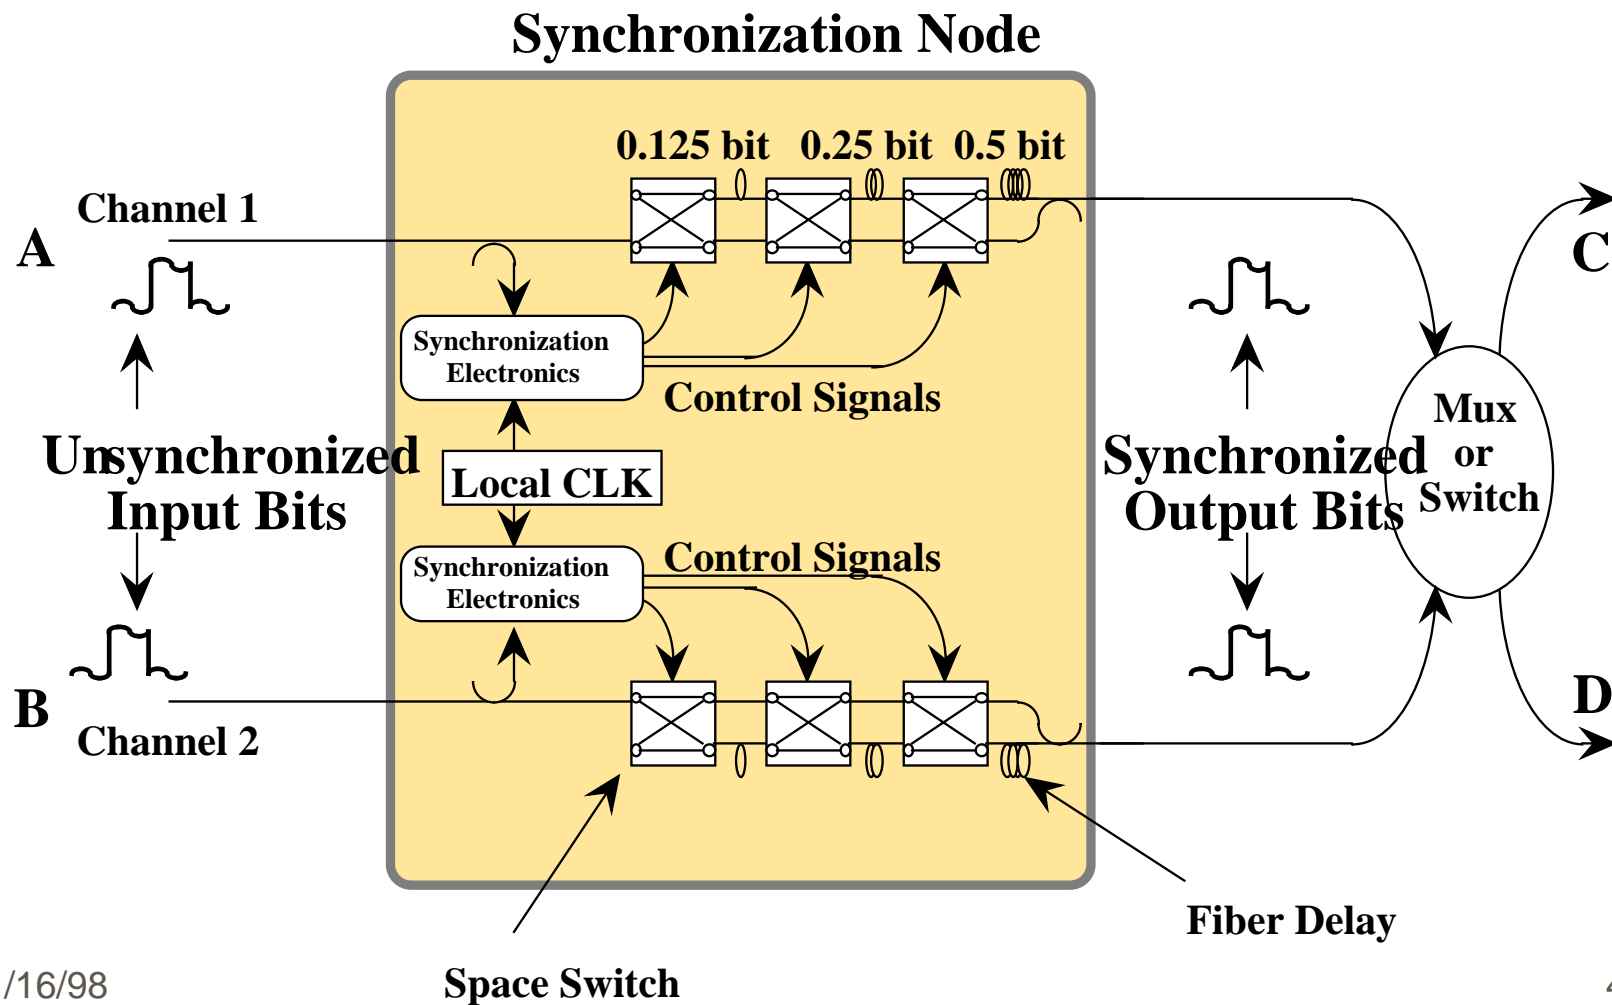 Synchronization Node
0.125 bit 0.25 bit 0.5 bit
Channel 1
A
C
Synchronization
Electronics
Control Signals
Mux
or
Switch
Unsynchronized
Input Bits
Local CLK
Synchronized
Output Bits
Control Signals
Synchronization
Electronics
B
D
Channel 2
Fiber Delay
Space Switch
/16/98
4